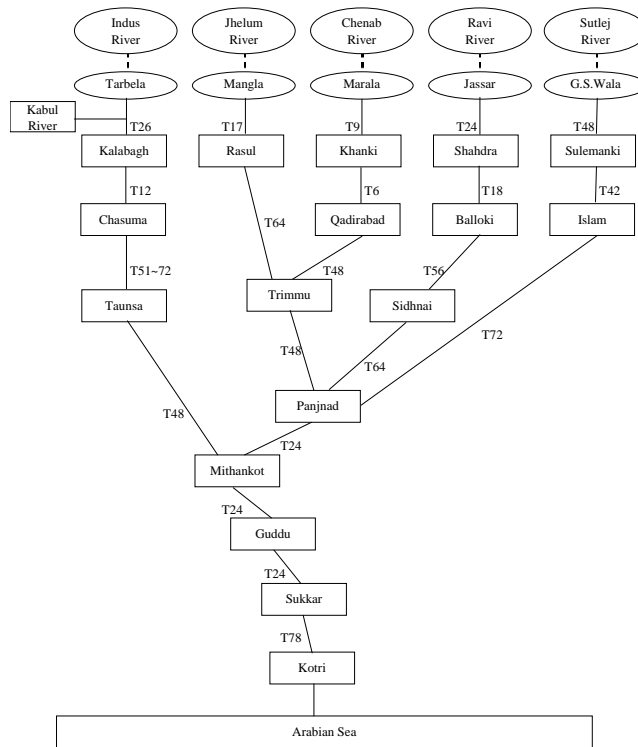 Indus
River
Jhelum
River
Chenab
River
Ravi
River
Sutlej
River
Tarbela
Mangla
Marala
Jassar
G.S.Wala
Kabul
River
T26
T17
T9
T24
T48
Kalabagh
Rasul
Khanki
Shahdra
Sulemanki
T12
T6
T18
T42
Chasuma
Qadirabad
Balloki
Islam
T64
T51~72
T48
T56
Taunsa
Trimmu
Sidhnai
T72
T48
T64
Panjnad
T48
T24
Mithankot
T24
Guddu
T24
Sukkar
T78
Kotri
Arabian Sea